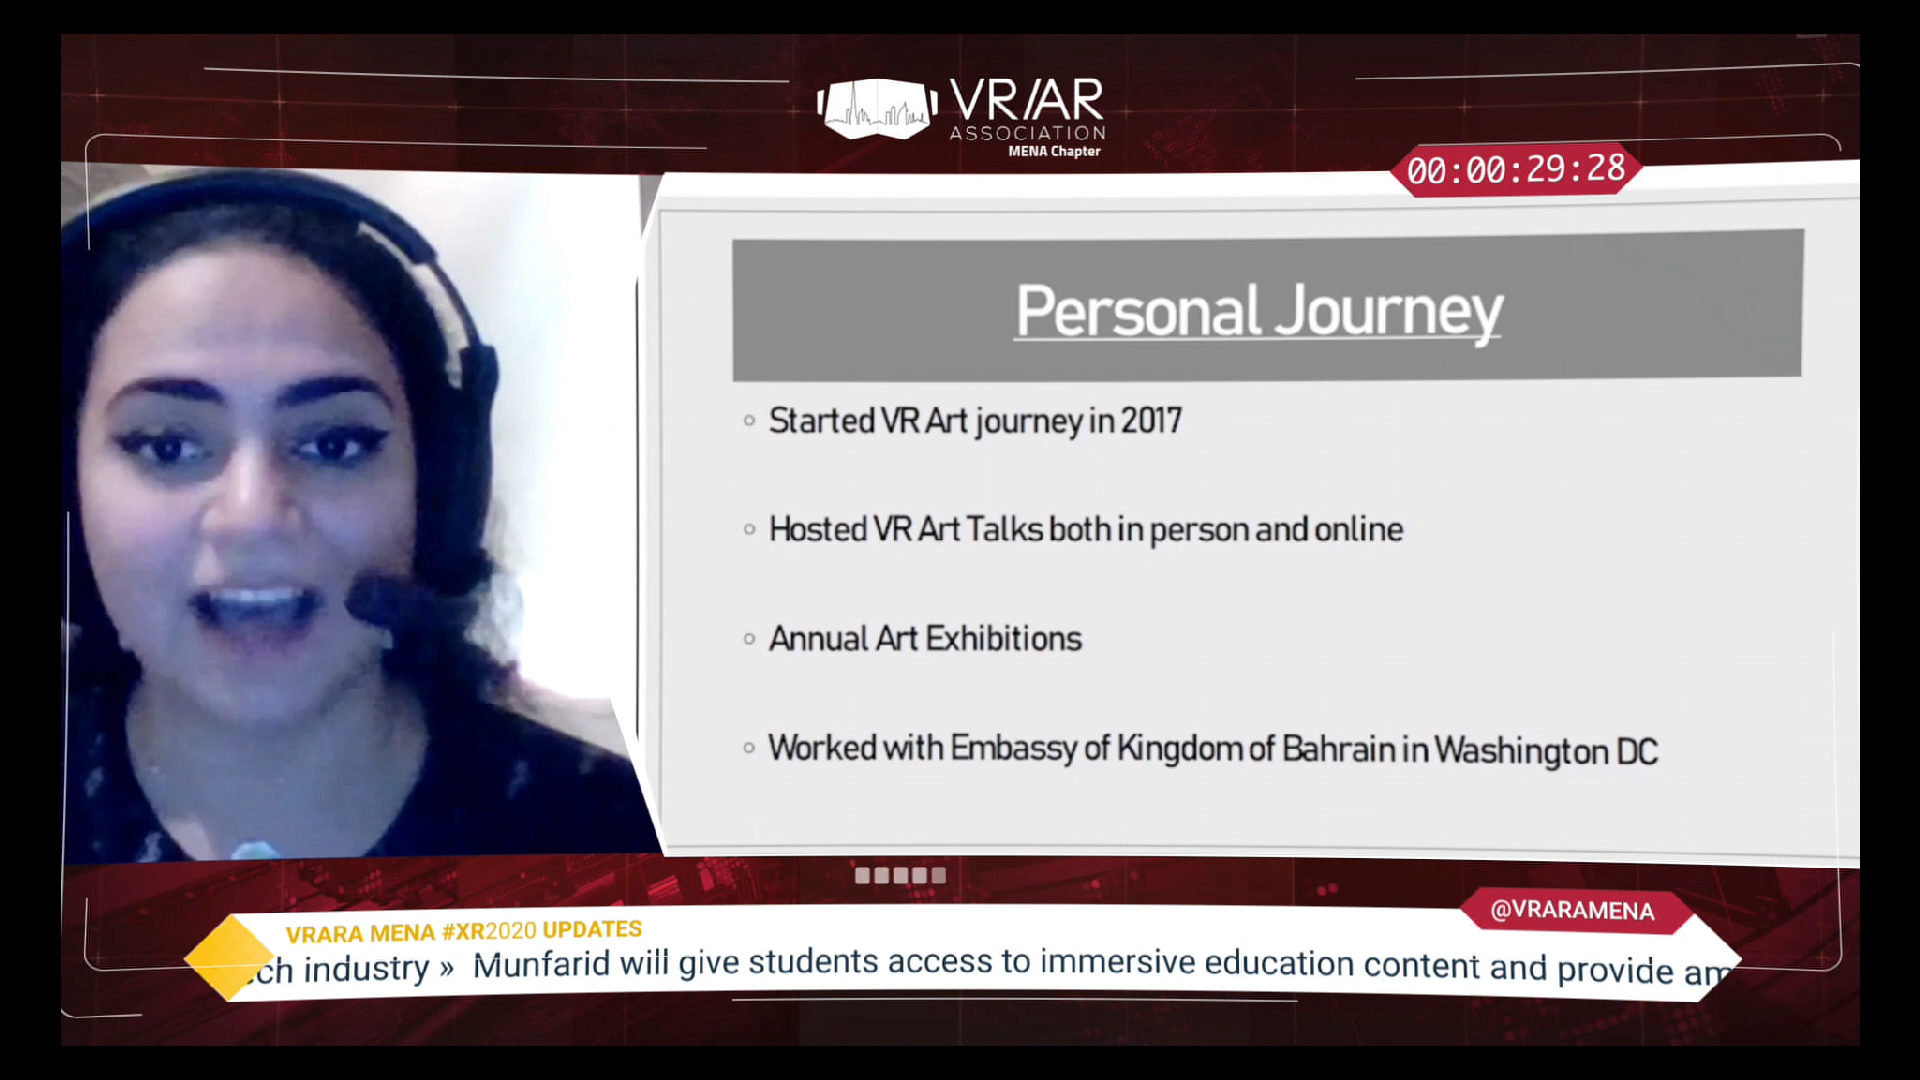 VR/AR
ASSOCIATION
MENA Chapter
00:00:29:28
Personal Journey
Started VR Art journey in 2017
Hosted VR Art Talks both in person and online
Annual Art Exhibitions
Worked with Embassy of Kingdom of Bahrain in Washington DC
@VRARAMENA
VRARA MENA #XR2020 UPDATES
industry » Munfarid will give students access to immersive education content and provide